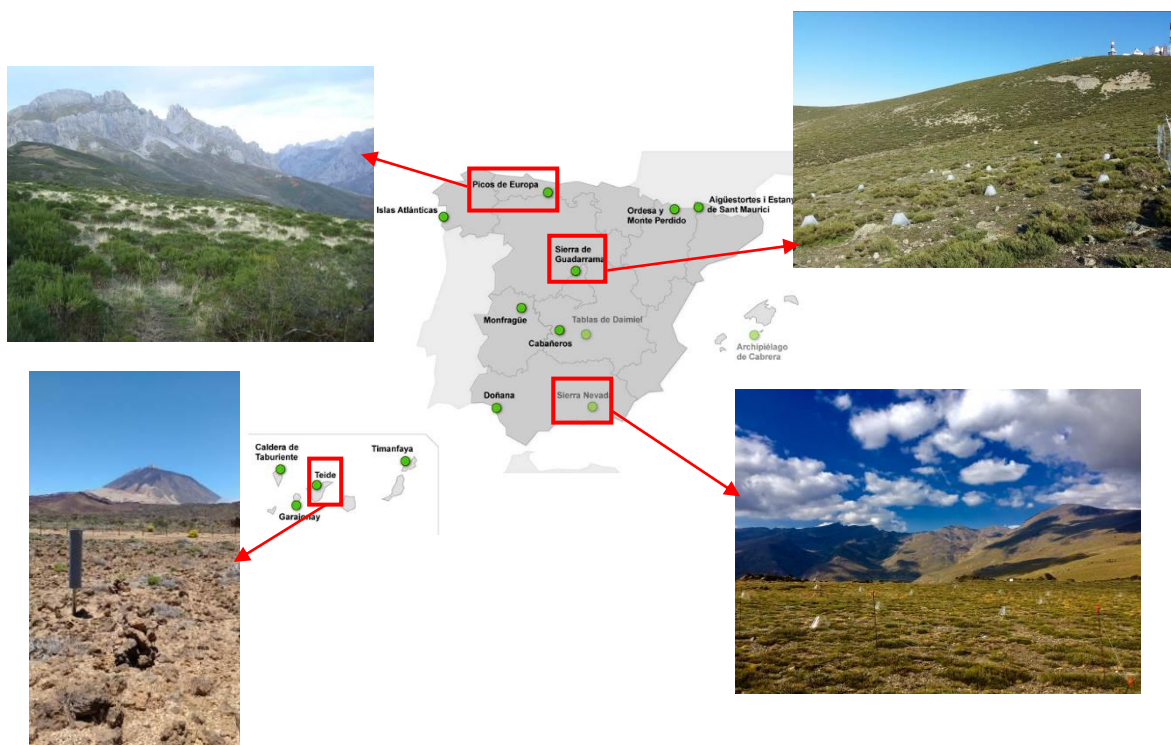 Picos de Europa
Islas Atlánticas
Ordesa y
Monte Perdido
Aigüestortes i Estany
de Sant Maurici
Sierra de
Guadarrama
Monfragüe
Tablas de Daimiel
Cabañeros
Archipiélago
de Cabrera
Doñana
Sierra Nevad
Caldera de
Taburiente
Teide
Timanfaya
Garajonay